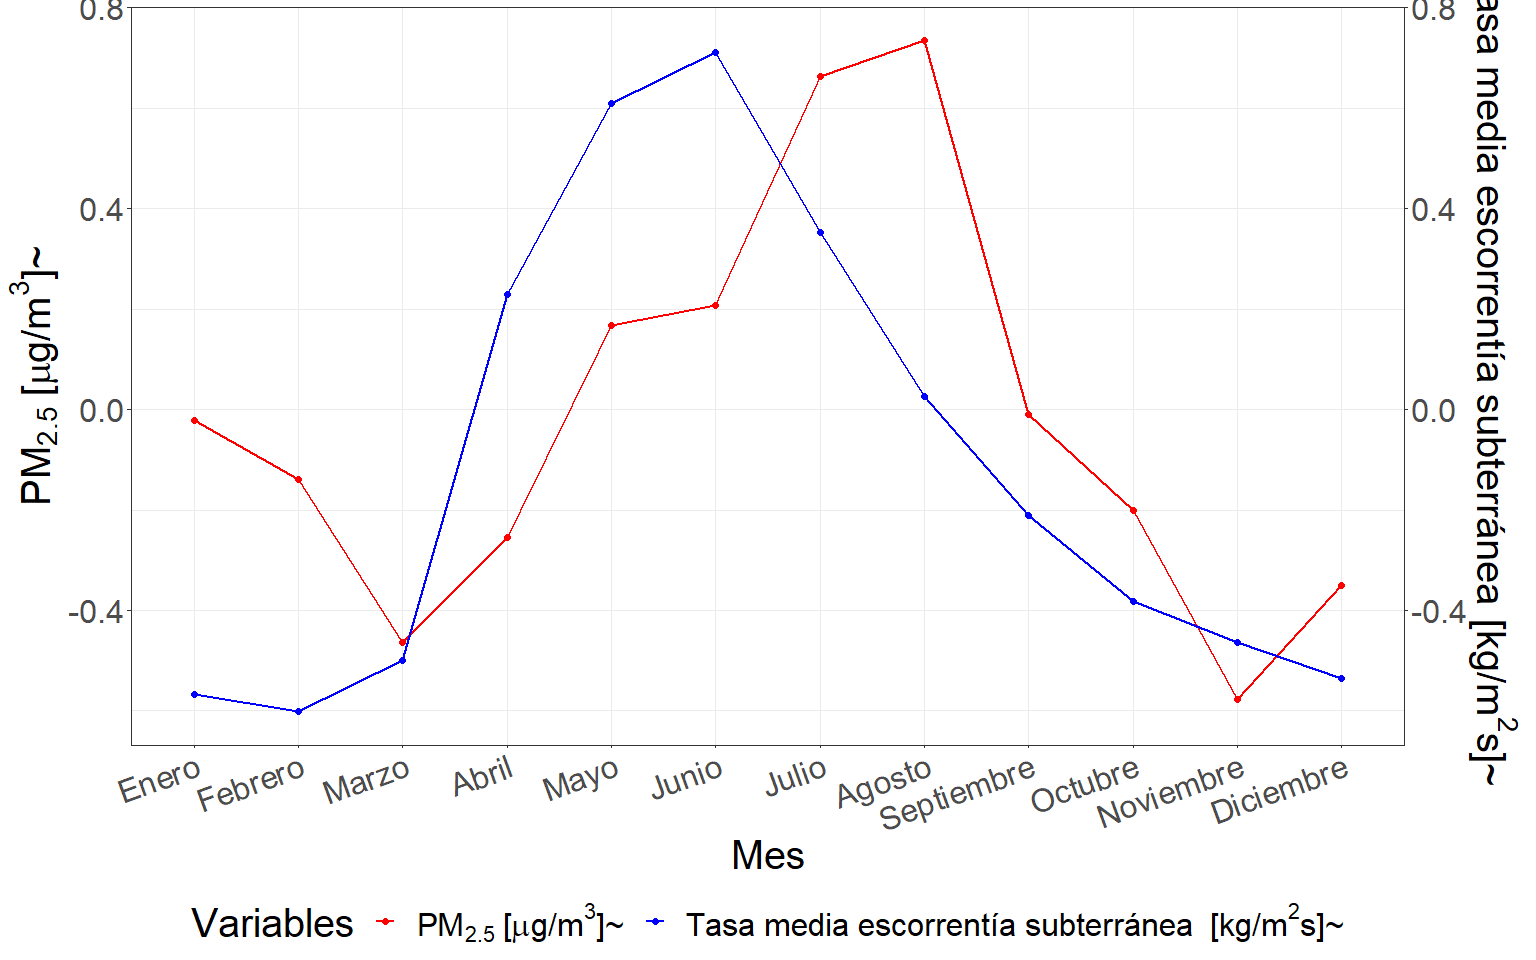 0.8
0.4
0.0
-0.4
PM2.5 [μg/m3]~
0.8
0.4
0.0
-0.4
media escorrentía subterránea [kg/m2s]~
Enero
Febrero
Marzo
Abril
Mayo
Junio
Julio
Agosto
Septiembre
Octubre
Noviembre
Diciembre
Mes
Variables PM2.5 [μg/m3]~ Tasa media escorrentía subterránea [kg/m2s]~